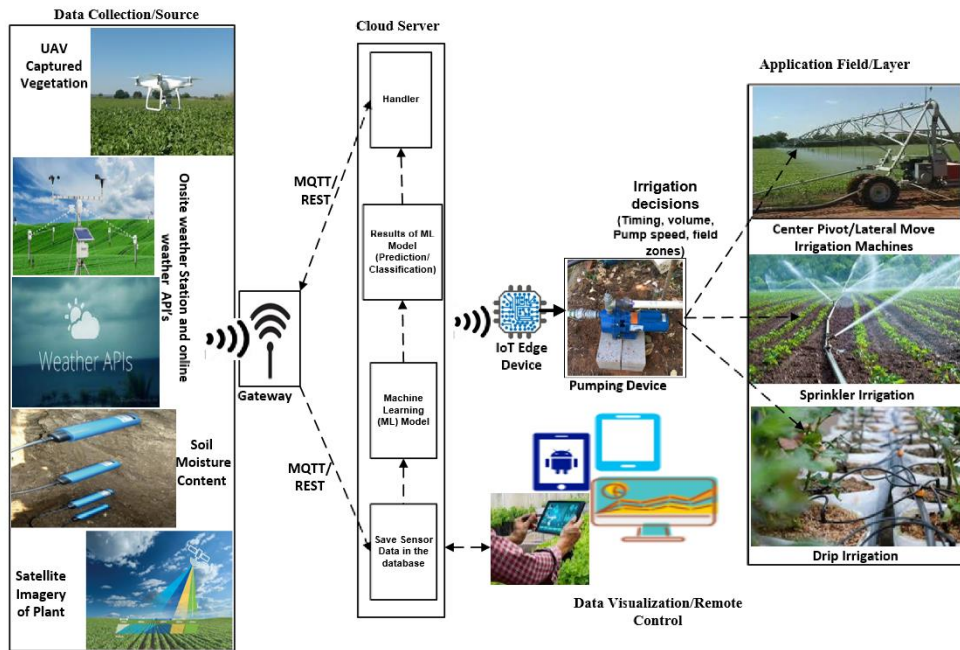 Data Collection/Source
UAV
Captured
Vegetation
Onsite weather Station and online
weather API's
Weather APIs
Soil
Moisture
Content
Satellite
Imagery
of Plant
Gateway
MQTT/
REST
MQTT/
REST
Cloud Server
Handler
Results of ML
Model
(Prediction/
Classification)
Machine
Learning
(ML) Model
Save Sensor
Data in the
database
IoT Edge
Device
Irrigation
decisions
(Timing, volume,
Pump speed, field
zones)
Pumping Device
Data Visualization/Remote
Control
Application Field/Layer
Center Pivot/Lateral Move
Irrigation Machines
Sprinkler Irrigation
Drip Irrigation